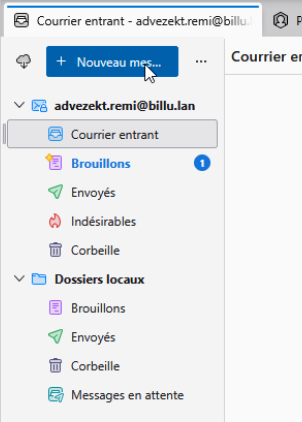 Courrier entrant - advezekt.remi@billu.
Nouveau mes...
Courrier en
advezekt.remi@billu.lan
Courrier entrant
Brouillons
1
Envoyés
Indésirables
Corbeille
Dossiers locaux
Brouillons
Envoyés
Corbeille
Messages en attente